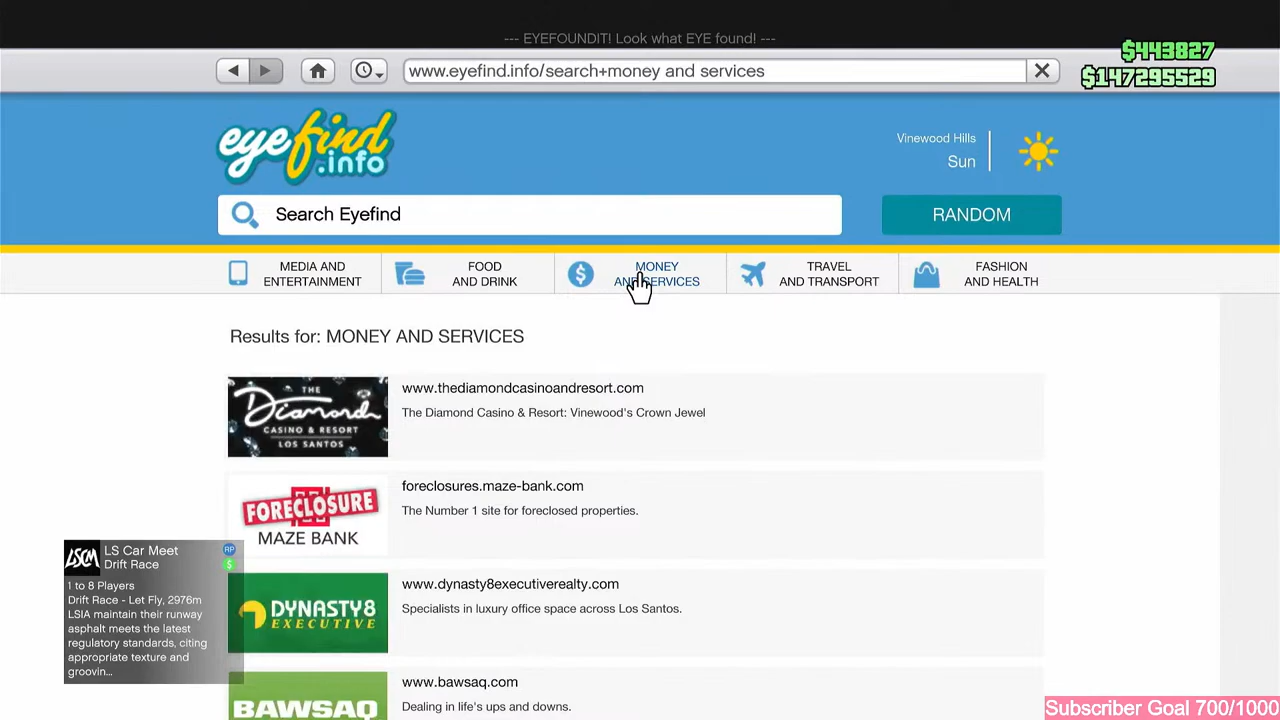 --- EYEFOUNDIT! Look what EYE found! ---
$443827
$147295529
www.eyefind.info/search+money and services
eyefind
.info
Vinewood Hills
Sun
Search Eyefind
RANDOM
MEDIA AND
ENTERTAINMENT
FOOD
AND DRINK
MONEY
AND SERVICES
TRAVEL
AND TRANSPORT
FASHION
AND HEALTH
Results for: MONEY AND SERVICES
THE
Diamond
CASINO & RESORT
LOS SANTOS
www.thediamondcasinoandresort.com
The Diamond Casino & Resort: Vinewood's Crown Jewel
FORECLOSURE
MAZE BANK
foreclosures.maze-bank.com
The Number 1 site for foreclosed properties.
LSCM
LS Car Meet
Drift Race
RP
$
1 to 8 Players
Drift Race - Let Fly, 2976m
LSIA maintain their runway
asphalt meets the latest
regulatory standards, citing
appropriate texture and
groovin...
DYNASTY8
EXECUTIVE
www.dynasty8executiverealty.com
Specialists in luxury office space across Los Santos.
BAWSAQ
www.bawsaq.com
Dealing in life's ups and downs.
Subscriber Goal 700/1000